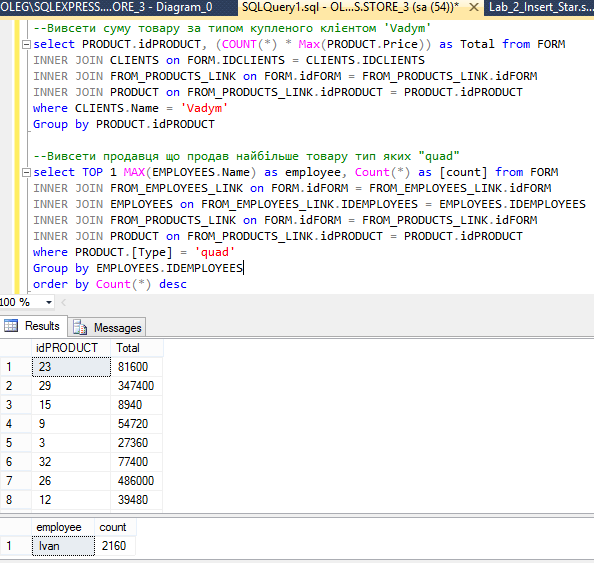 OLEG\SQLEXPRESS....ORE_3 - Diagram_0 SQLQuery1.sql - OL...S.STORE_3 (sa (54))* Lab_2_Insert_Star.s...
--Вивсети суму товару за типом купленого клієнтом 'Vadym'
select PRODUCT.idPRODUCT, (COUNT(*) * Max(PRODUCT.Price)) as Total from FORM
INNER JOIN CLIENTS on FORM.IDCLIENTS = CLIENTS.IDCLIENTS
INNER JOIN FROM_PRODUCTS_LINK on FORM.idFORM = FROM_PRODUCTS_LINK.idFORM
INNER JOIN PRODUCT on FROM_PRODUCTS_LINK.idPRODUCT = PRODUCT.idPRODUCT
where CLIENTS.Name = 'Vadym'
Group by PRODUCT.idPRODUCT
--Вивсети продавця що продав найбільше товару тип яких "quad"
select TOP 1 MAX(EMPLOYEES.Name) as employee, Count(*) as [count] from FORM
INNER JOIN FROM_EMPLOYEES_LINK on FORM.idFORM = FROM_EMPLOYEES_LINK.idFORM
INNER JOIN EMPLOYEES on FROM_EMPLOYEES_LINK.IDEMPLOYEES = EMPLOYEES.IDEMPLOYEES
INNER JOIN FROM_PRODUCTS_LINK on FORM.idFORM = FROM_PRODUCTS_LINK.idFORM
INNER JOIN PRODUCT on FROM_PRODUCTS_LINK.idPRODUCT = PRODUCT.idPRODUCT
where PRODUCT.[Type] = 'quad'
Group by EMPLOYEES.IDEMPLOYEES
order by Count(*) desc
100 %
Results Messages
idPRODUCT Total
1 23 81600
2 29 347400
3 15 8940
4 9 54720
5 3 27360
6 32 77400
7 26 486000
8 12 39480
employee count
1 Ivan 2160